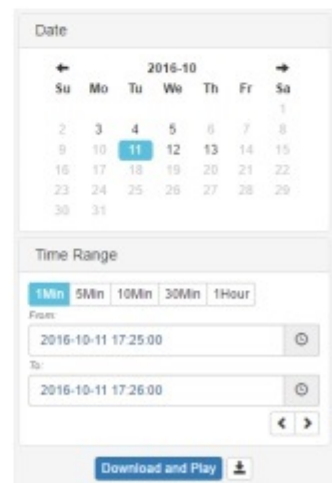 Date
2016-10
Su Mo Tu We Th Fr Sa
1
2 3 4 5 6 7 8
9 10 11 12 13 14 15
16 17 18 19 20 21 22
23 24 25 26 27 28 29
30 31
Time Range
1Min 5Min 10Min 30Min 1Hour
From:
2016-10-11 17:25:00
To:
2016-10-11 17:26:00
Download and Play